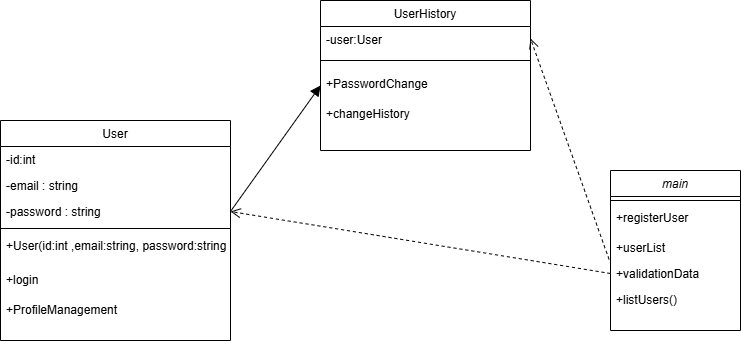 UserHistory
-user:User
+PasswordChange
+changeHistory
User
-id:int
-email : string
-password : string
+User(id:int ,email:string, password:string
+login
+ProfileManagement
main
+registerUser
+userList
+validationData
+listUsers()